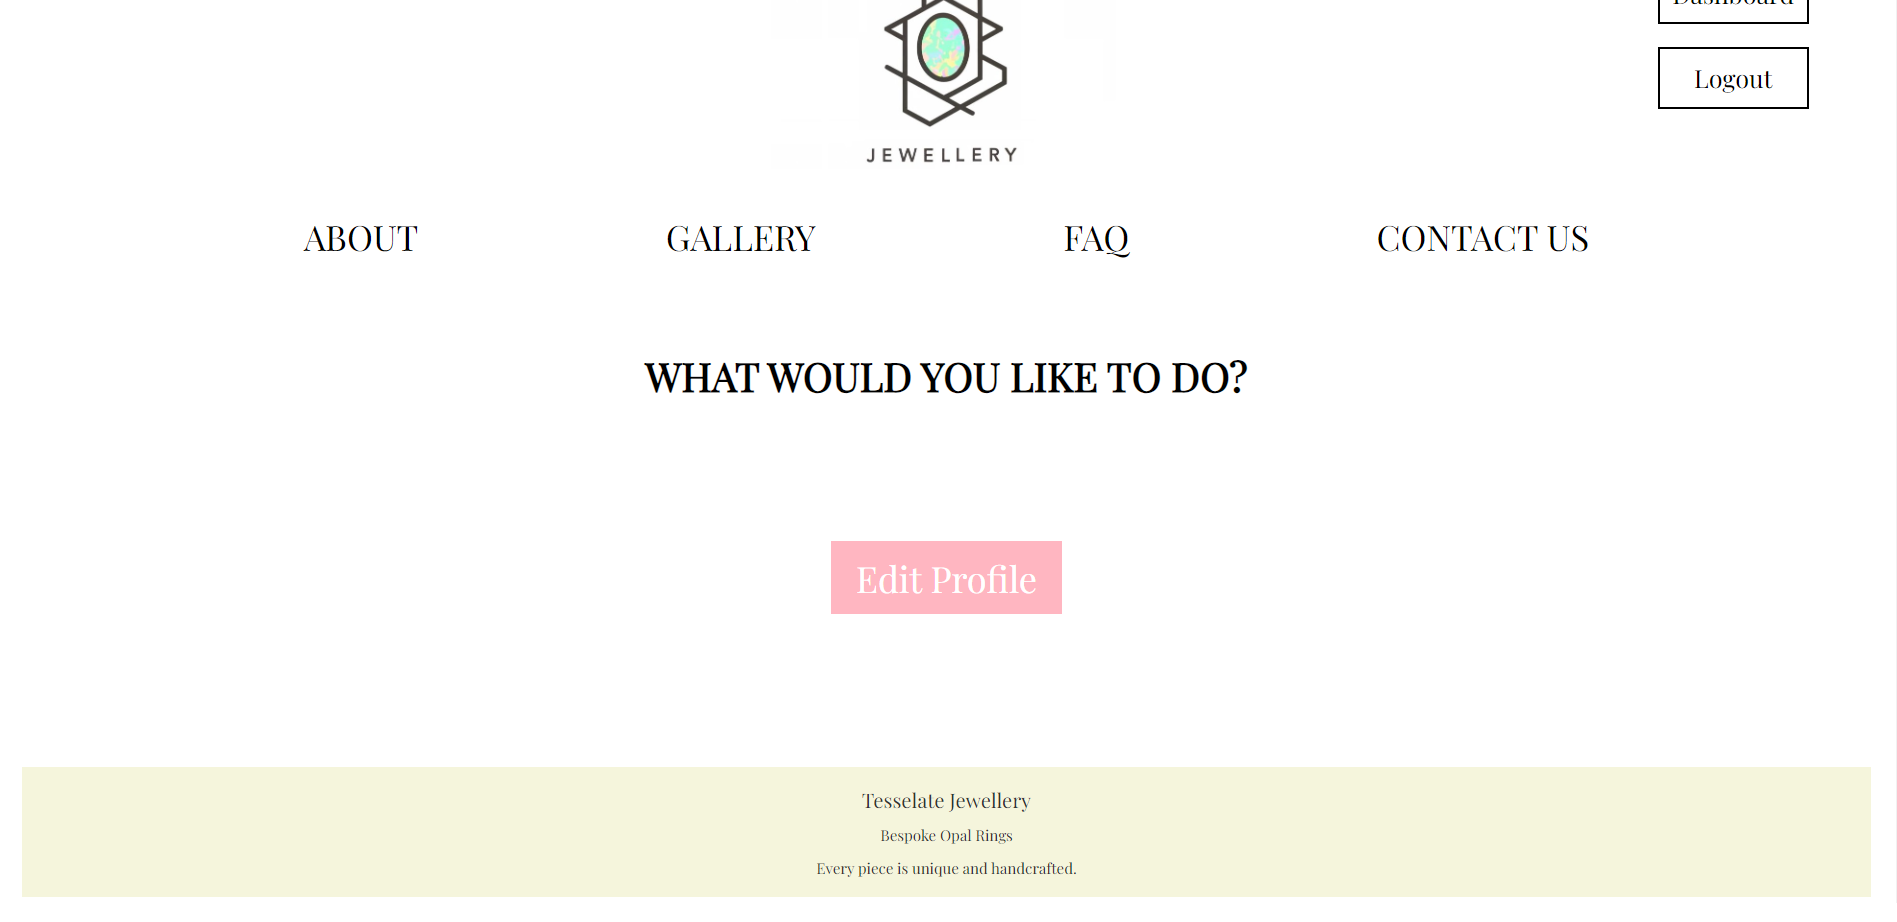 Dashboard
Logout
JEWELLERY
ABOUT GALLERY FAQ CONTACT US
WHAT WOULD YOU LIKE TO DO?
Edit Profile
Tesselate Jewellery
Bespoke Opal Rings
Every piece is unique and handcrafted.